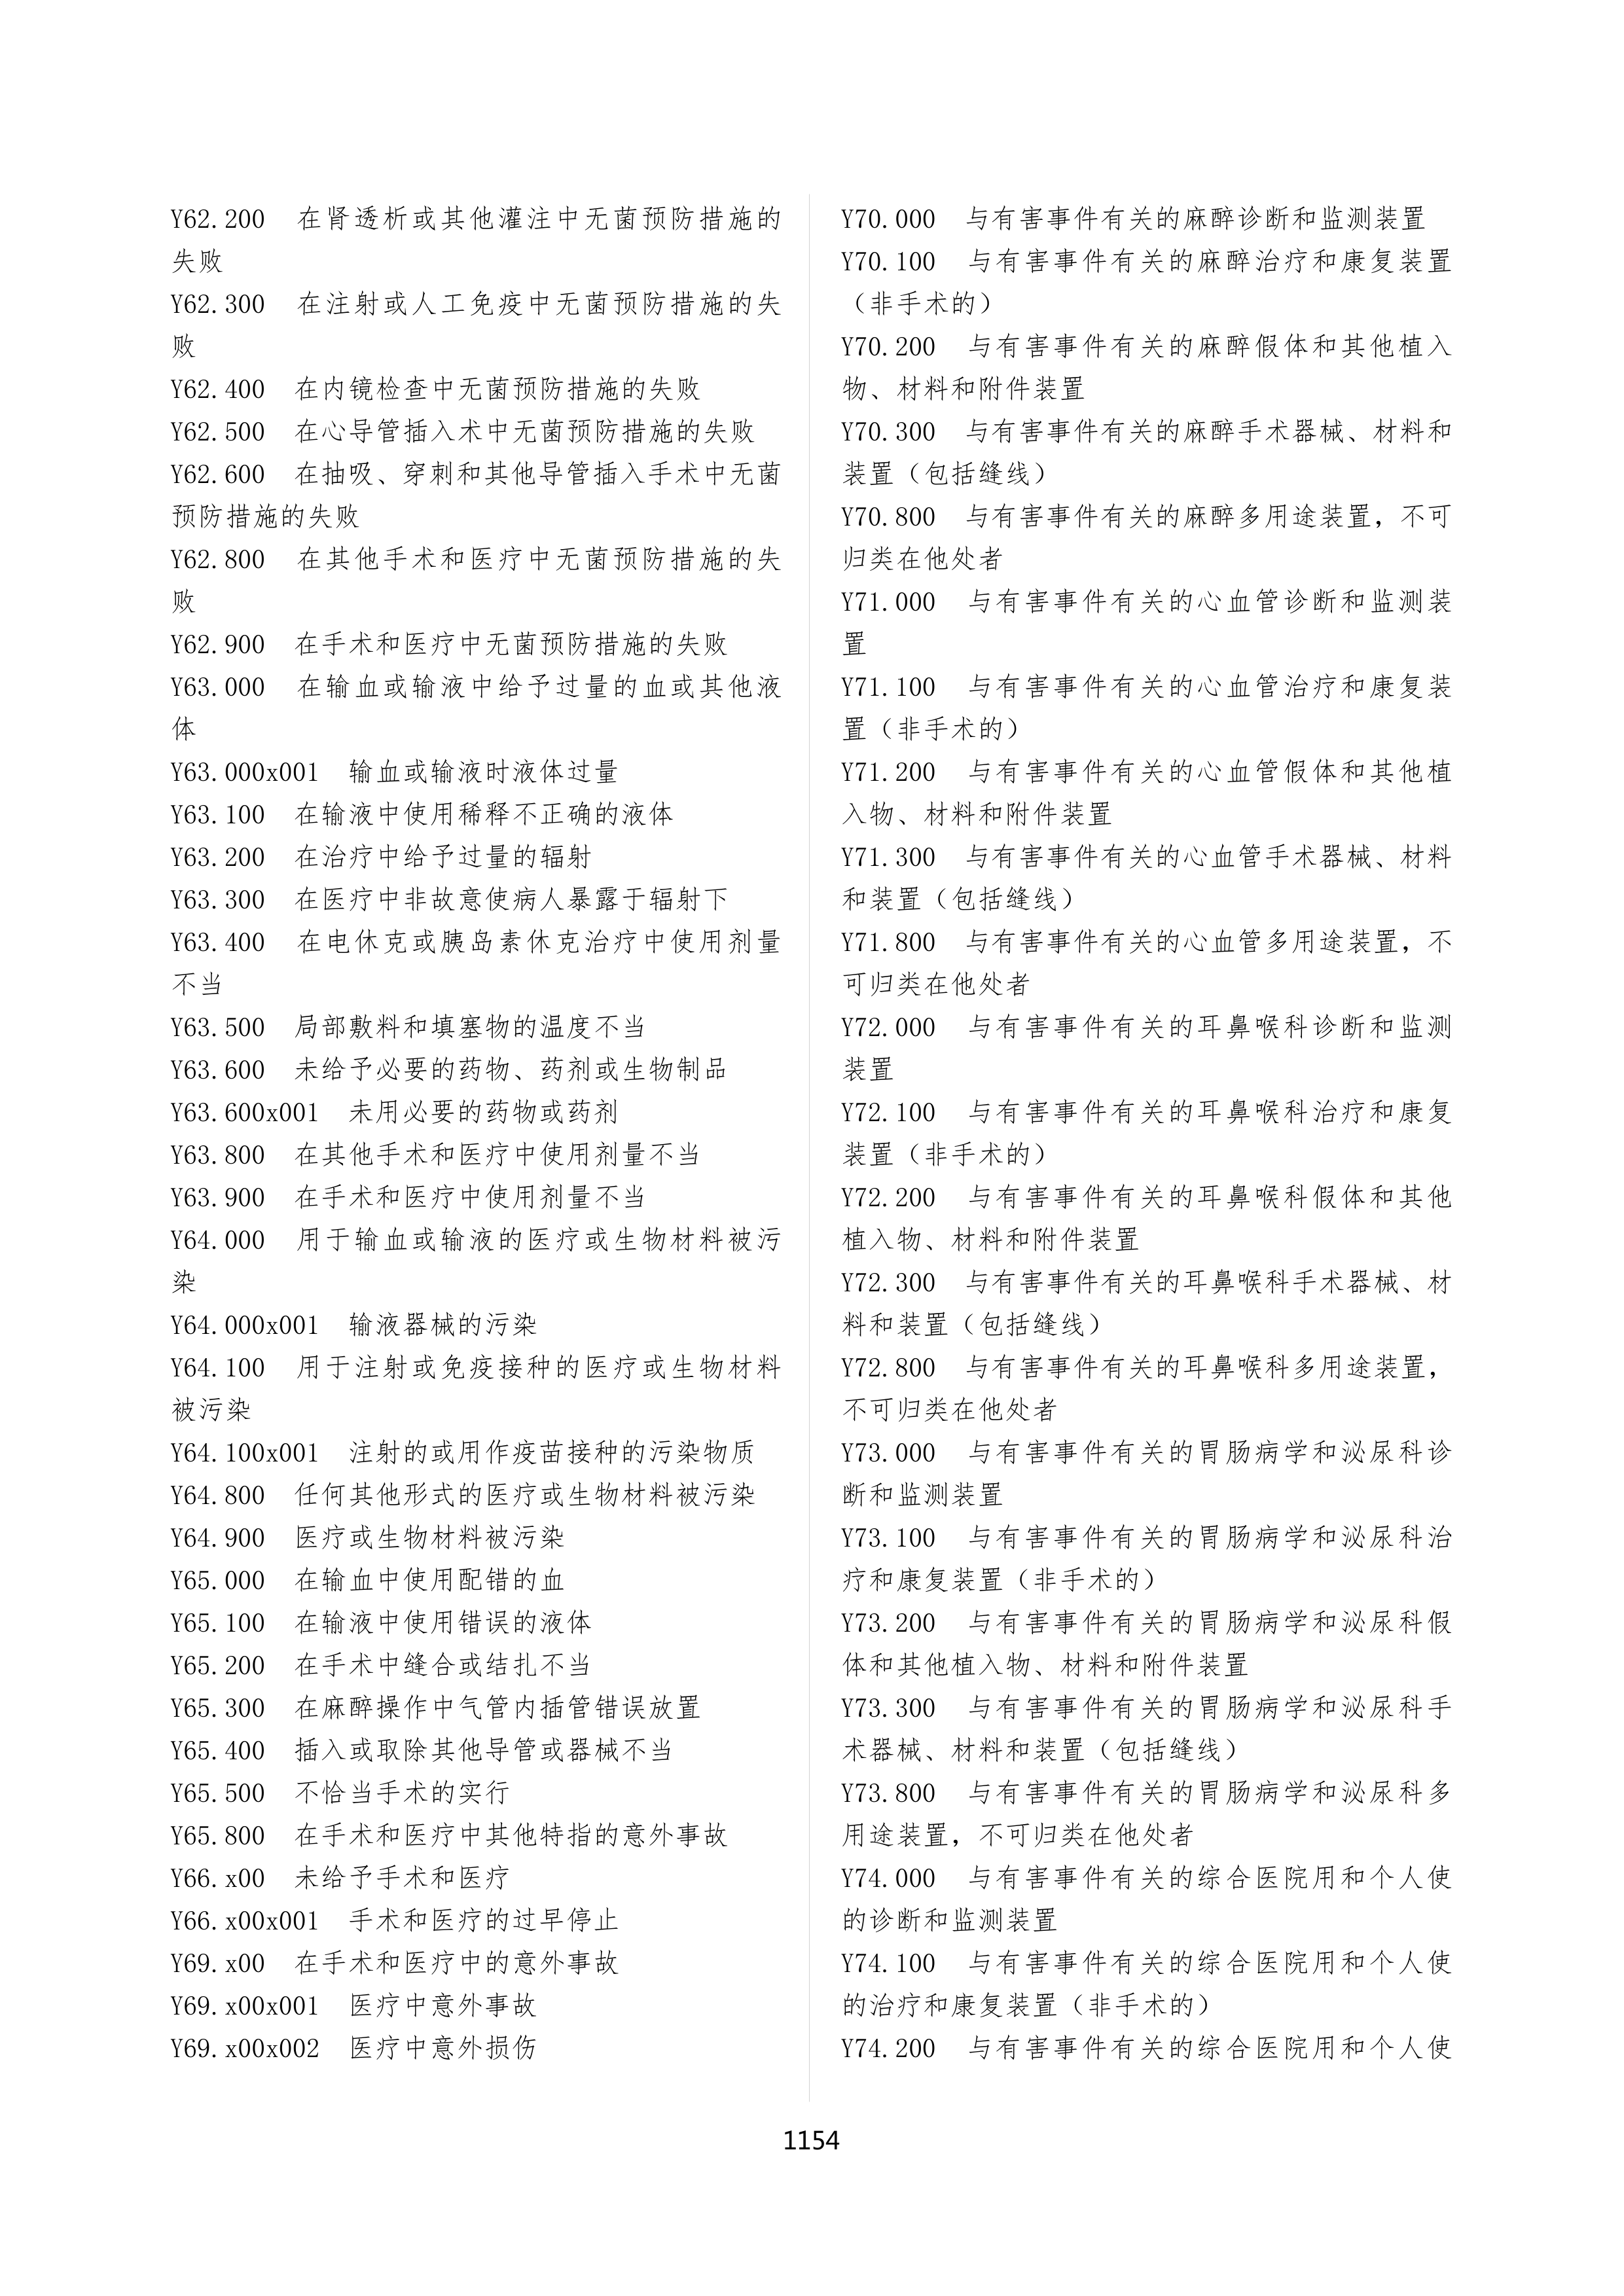 Y62.200 在肾透析或其他灌注中无菌预防措施的
失败
Y62.300 在注射或人工免疫中无菌预防措施的失
败
Y62.400 在内镜检查中无菌预防措施的失败
Y62.500 在心导管插入术中无菌预防措施的失败
Y62.600 在抽吸、穿刺和其他导管插入手术中无菌
预防措施的失败
Y62.800 在其他手术和医疗中无菌预防措施的失
败
Y62.900 在手术和医疗中无菌预防措施的失败
Y63.000 在输血或输液中给予过量的血或其他液
体
Y63.000x001 输血或输液时液体过量
Y63.100 在输液中使用稀释不正确的液体
Y63.200 在治疗中给予过量的辐射
Y63.300 在医疗中非故意使病人暴露于辐射下
Y63.400 在电休克或胰岛素休克治疗中使用剂量
不当
Y63.500 局部敷料和填塞物的温度不当
Y63.600 未给予必要的药物、药剂或生物制品
Y63.600x001 未用必要的药物或药剂
Y63.800 在其他手术和医疗中使用剂量不当
Y63.900 在手术和医疗中使用剂量不当
Y64.000 用于输血或输液的医疗或生物材料被污
染
Y64.000x001 输液器械的污染
Y64.100 用于注射或免疫接种的医疗或生物材料
被污染
Y64.100x001 注射的或用作疫苗接种的污染物质
Y64.800 任何其他形式的医疗或生物材料被污染
Y64.900 医疗或生物材料被污染
Y65.000 在输血中使用配错的血
Y65.100 在输液中使用错误的液体
Y65.200 在手术中缝合或结扎不当
Y65.300 在麻醉操作中气管内插管错误放置
Y65.400 插入或取除其他导管或器械不当
Y65.500 不恰当手术的实行
Y65.800 在手术和医疗中其他特指的意外事故
Y66.x00 未给予手术和医疗
Y66.x00x001 手术和医疗的过早停止
Y69.x00 在手术和医疗中的意外事故
Y69.x00x001 医疗中意外事故
Y69.x00x002 医疗中意外损伤
Y70.000 与有害事件有关的麻醉诊断和监测装置
Y70.100 与有害事件有关的麻醉治疗和康复装置
（非手术的）
Y70.200 与有害事件有关的麻醉假体和其他植入
物、材料和附件装置
Y70.300 与有害事件有关的麻醉手术器械、材料和
装置（包括缝线）
Y70.800 与有害事件有关的麻醉多用途装置，不可
归类在他处者
Y71.000 与有害事件有关的心血管诊断和监测装
置
Y71.100 与有害事件有关的心血管治疗和康复装
置（非手术的）
Y71.200 与有害事件有关的心血管假体和其他植
入物、材料和附件装置
Y71.300 与有害事件有关的心血管手术器械、材料
和装置（包括缝线）
Y71.800 与有害事件有关的心血管多用途装置，不
可归类在他处者
Y72.000 与有害事件有关的耳鼻喉科诊断和监测
装置
Y72.100 与有害事件有关的耳鼻喉科治疗和康复
装置（非手术的）
Y72.200 与有害事件有关的耳鼻喉科假体和其他
植入物、材料和附件装置
Y72.300 与有害事件有关的耳鼻喉科手术器械、材
料和装置（包括缝线）
Y72.800 与有害事件有关的耳鼻喉科多用途装置，
不可归类在他处者
Y73.000 与有害事件有关的胃肠病学和泌尿科诊
断和监测装置
Y73.100 与有害事件有关的胃肠病学和泌尿科治
疗和康复装置（非手术的）
Y73.200 与有害事件有关的胃肠病学和泌尿科假
体和其他植入物、材料和附件装置
Y73.300 与有害事件有关的胃肠病学和泌尿科手
术器械、材料和装置（包括缝线）
Y73.800 与有害事件有关的胃肠病学和泌尿科多
用途装置，不可归类在他处者
Y74.000 与有害事件有关的综合医院用和个人使
的诊断和监测装置
Y74.100 与有害事件有关的综合医院用和个人使
的治疗和康复装置（非手术的）
Y74.200 与有害事件有关的综合医院用和个人使
1154